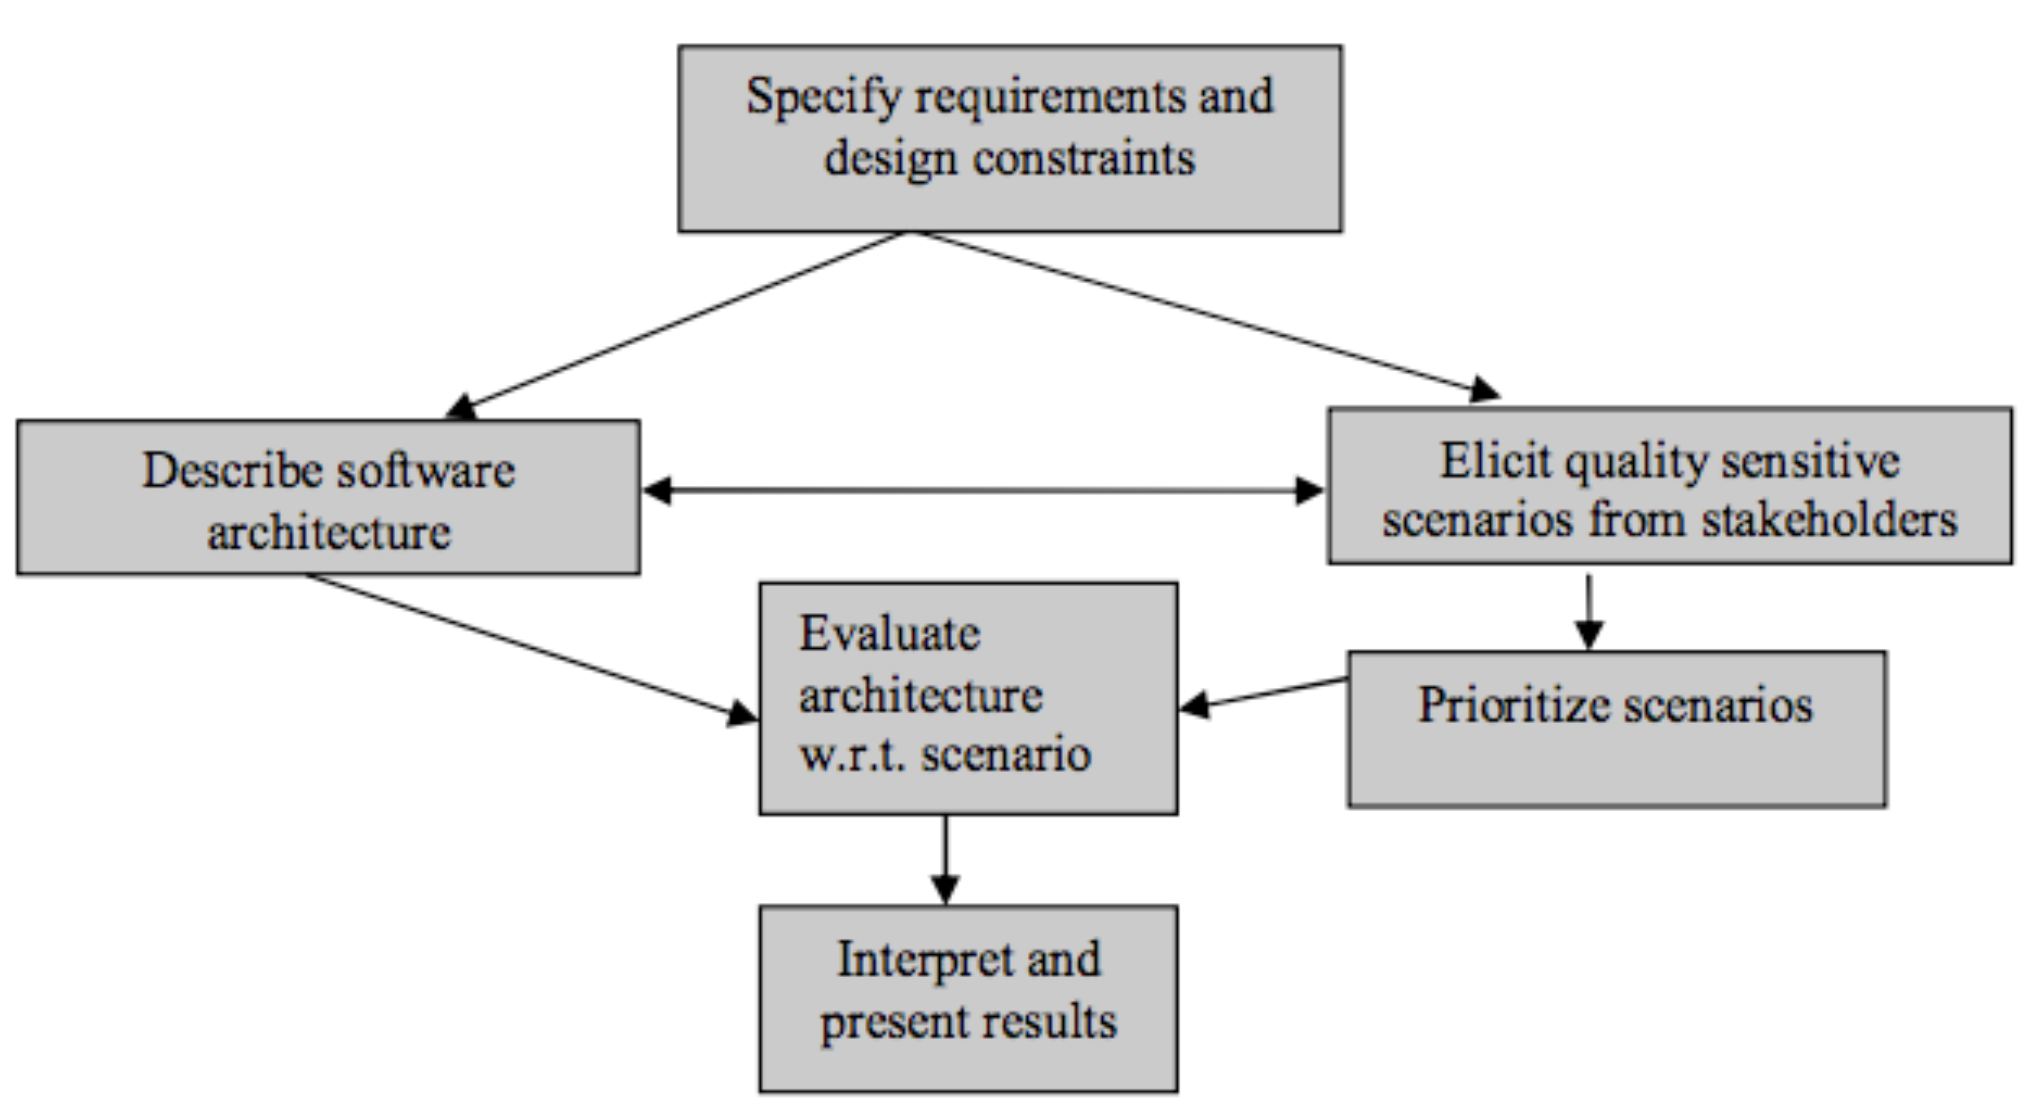 Specify requirements and
design constraints
Describe software
architecture
Elicit quality sensitive
scenarios from stakeholders
Evaluate
architecture
w.r.t. scenario
Prioritize scenarios
Interpret and
present results